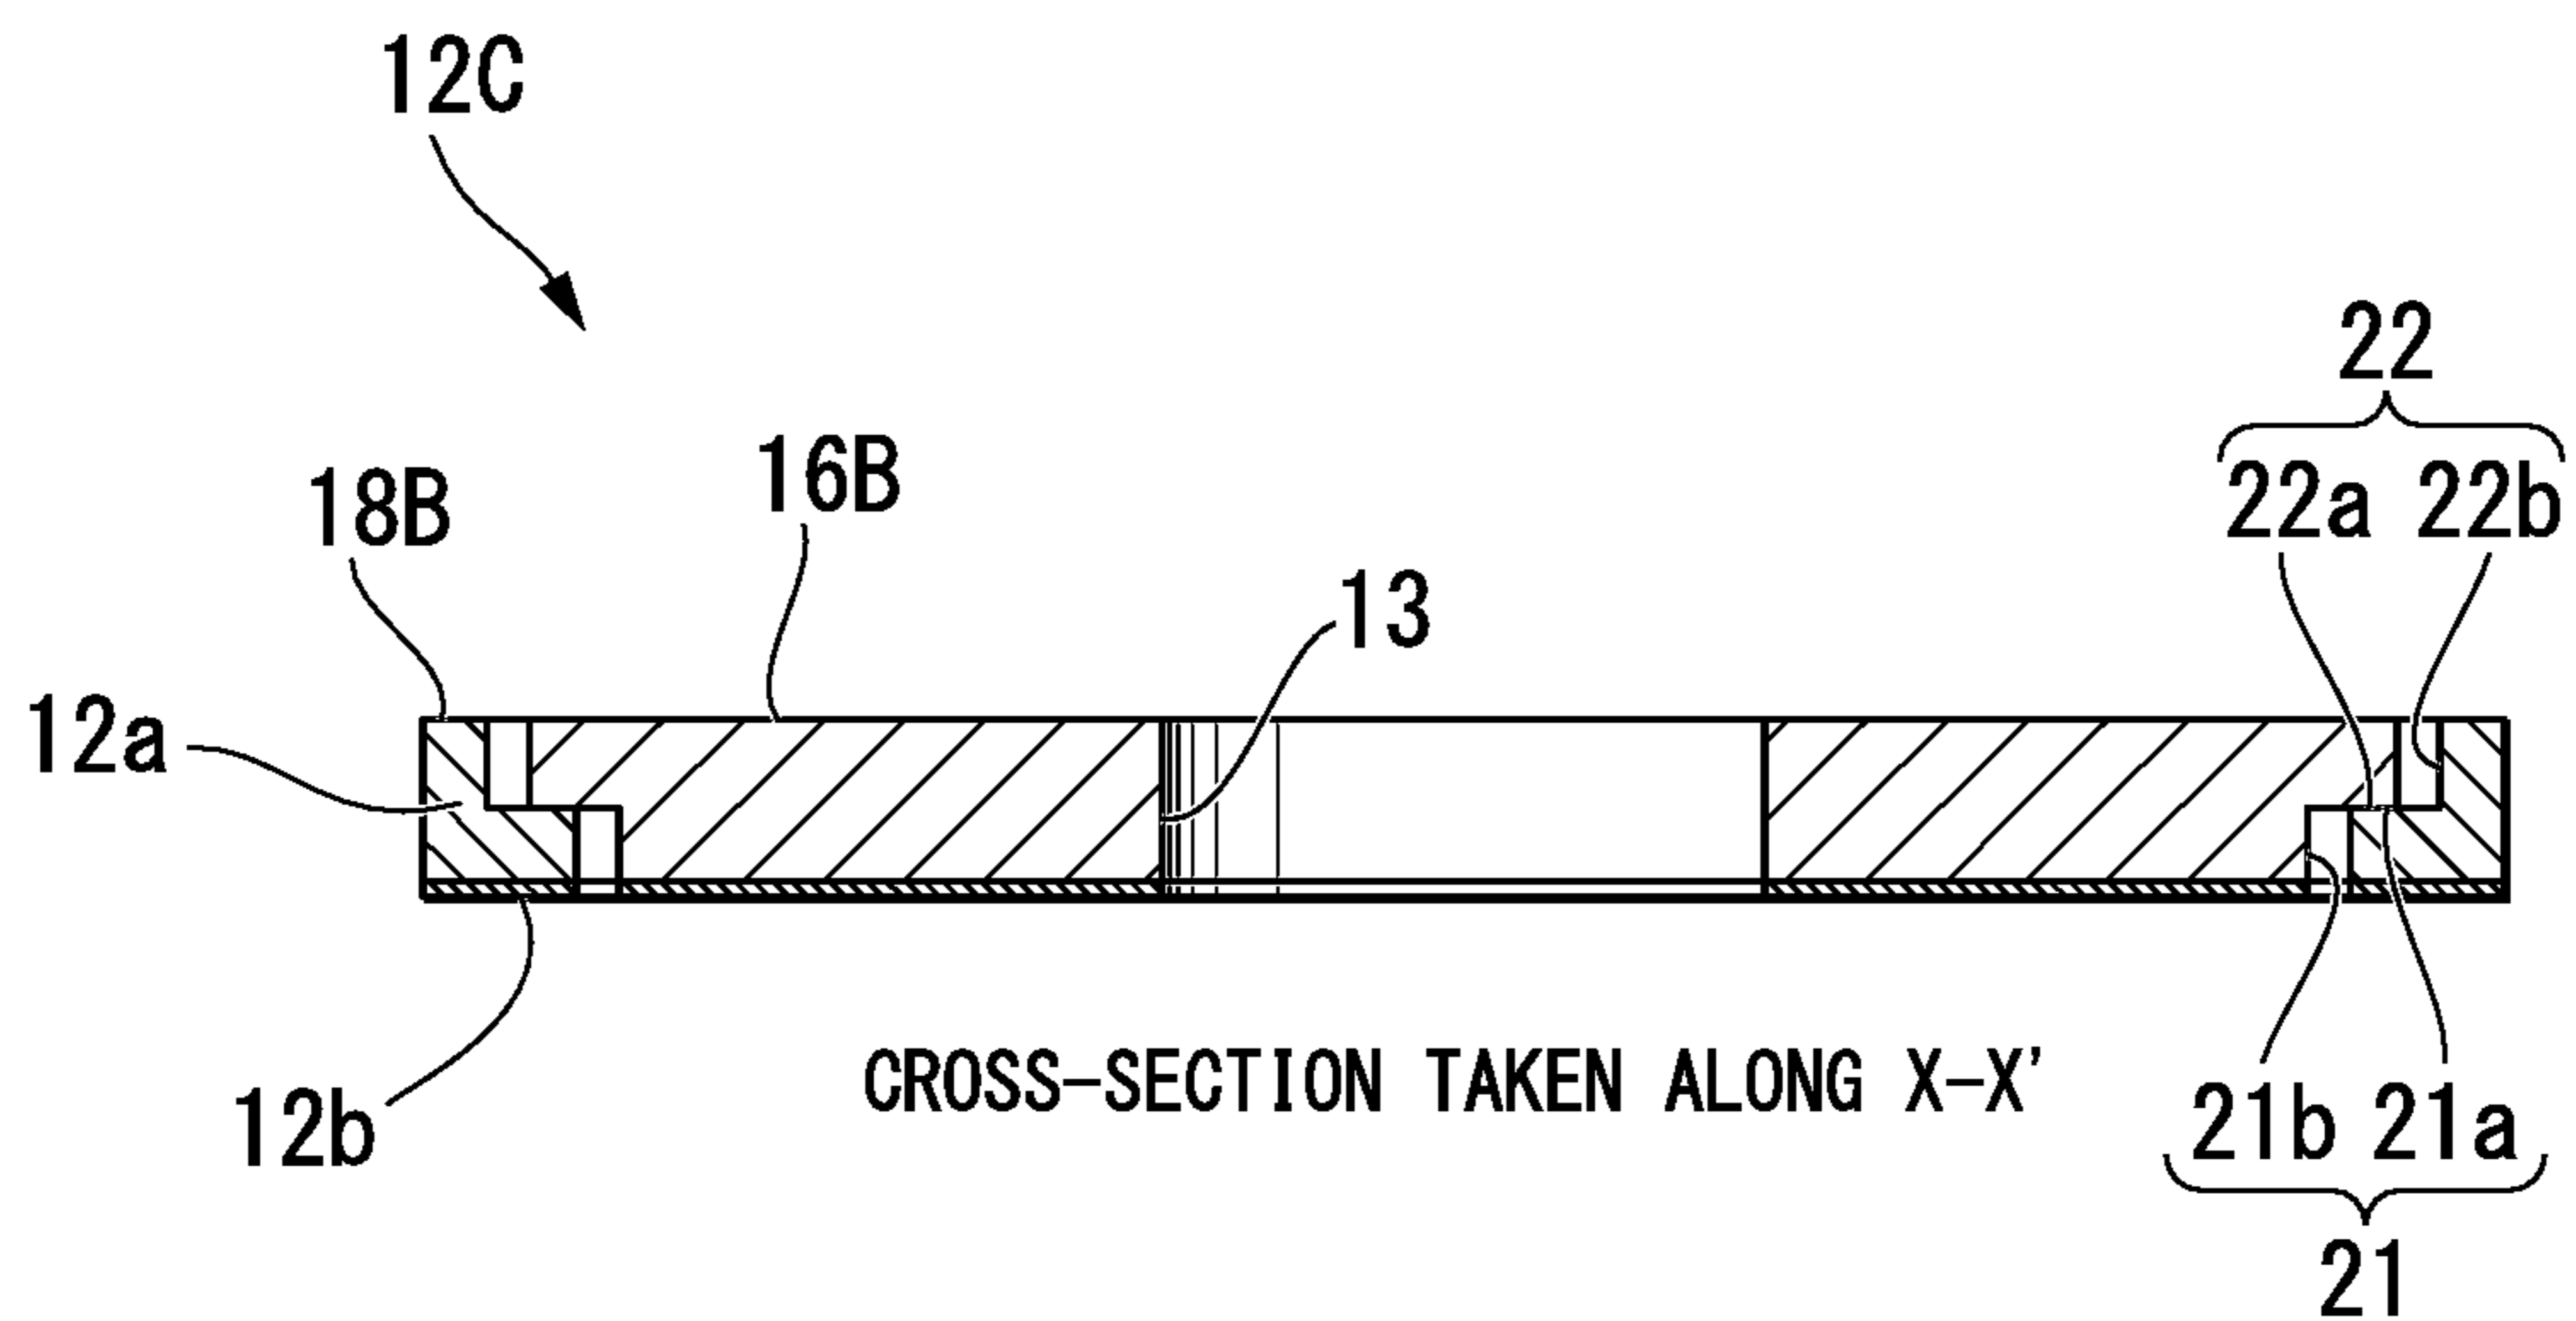 12C
22
22a 22b
18B
16B
13
12a
12b
CROSS-SECTION TAKEN ALONG X-X'
21b 21a
21